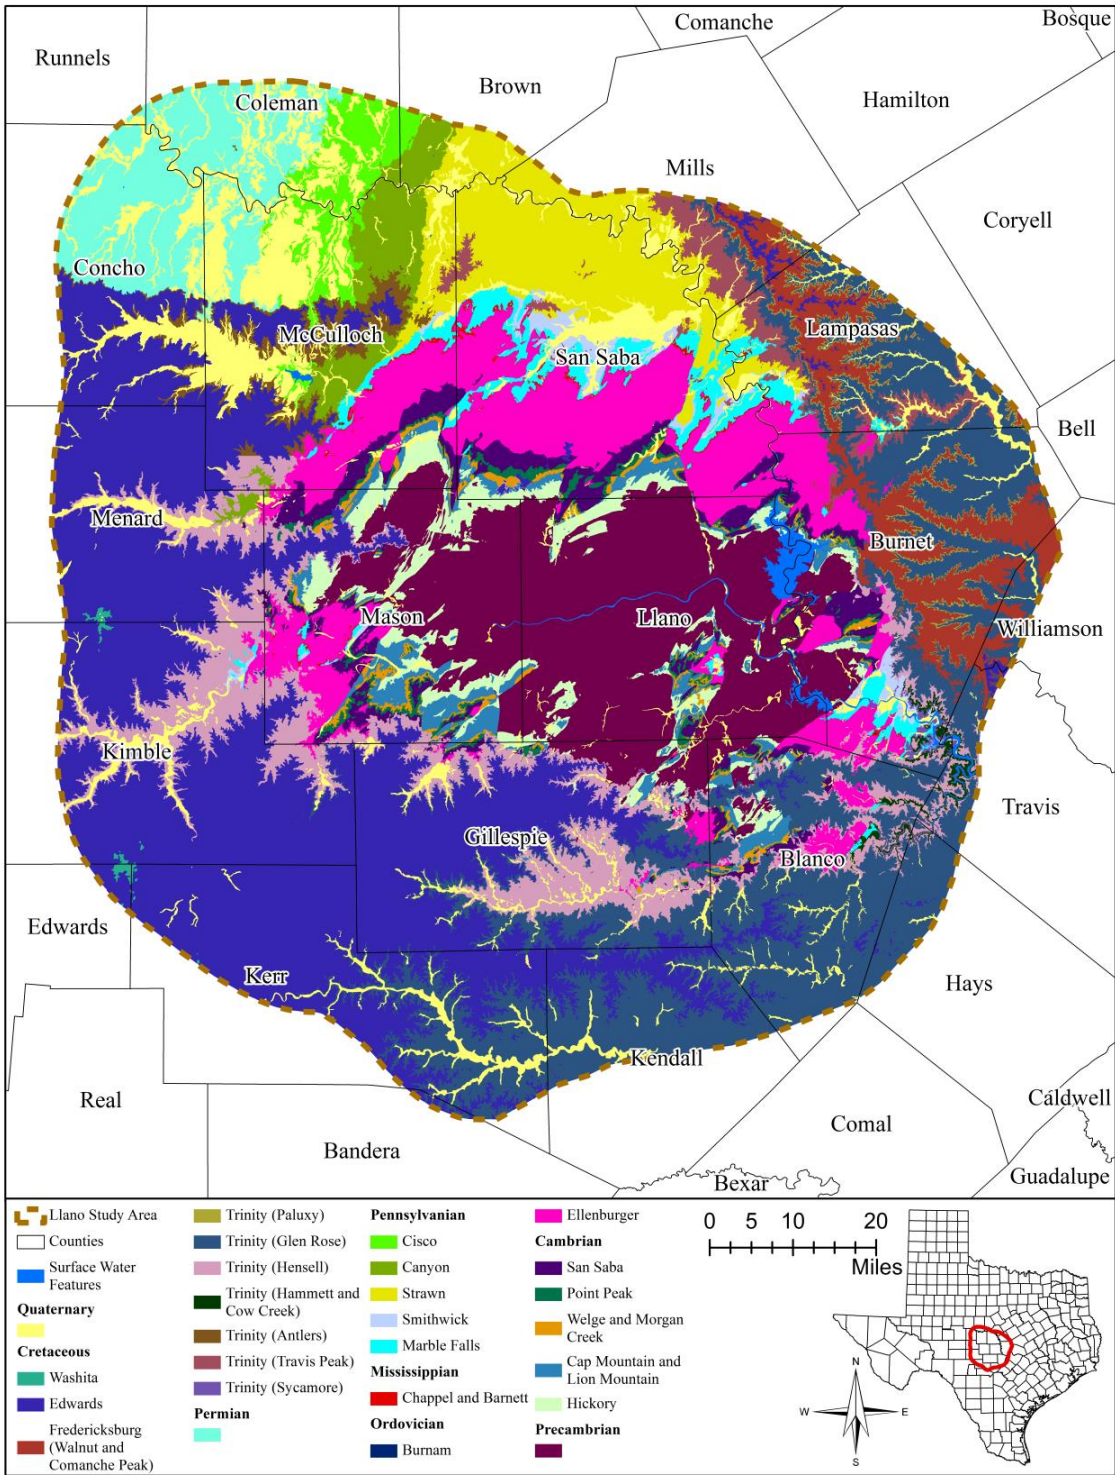 Comanche
Bosque
Runnels
Brown
Coleman
Hamilton
Mills
Coryell
Concho
McCulloch
San Saba
Lampasas
Bell
Menard
Burnet
Mason
Llano
Williamson
Kimble
Travis
Gillespie
Blanco
Edwards
Kerr
Hays
Kendall
Real
Caldwell
Comal
Bandera
Guadalupe
Bexar
Llano Study Area
Counties
Surface Water
Features
Quaternary
Cretaceous
Washita
Edwards
Fredericksburg
(Walnut and
Comanche Peak)
Trinity (Paluxy)
Trinity (Glen Rose)
Trinity (Hensell)
Trinity (Hammett and
Cow Creek)
Trinity (Antlers)
Trinity (Travis Peak)
Trinity (Sycamore)
Permian
Pennsylvanian
Cisco
Canyon
Strawn
Smithwick
Marble Falls
Mississippian
Chappel and Barnett
Ordovician
Burnam
Ellenburger
Cambrian
San Saba
Point Peak
Welge and Morgan
Creek
Cap Mountain and
Lion Mountain
Hickory
Precambrian
0 5 10 20
Miles
N
W E
S